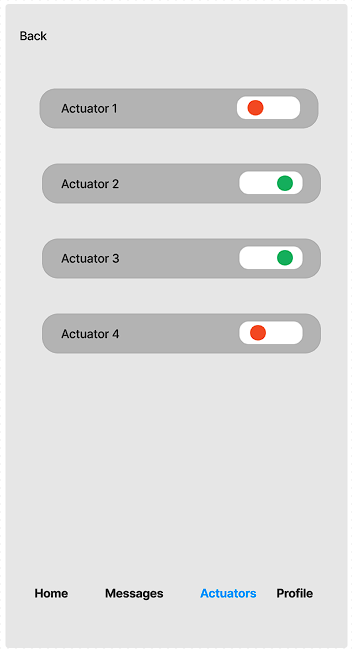 Back
Actuator 1
Actuator 2
Actuator 3
Actuator 4
Home Messages Actuators Profile